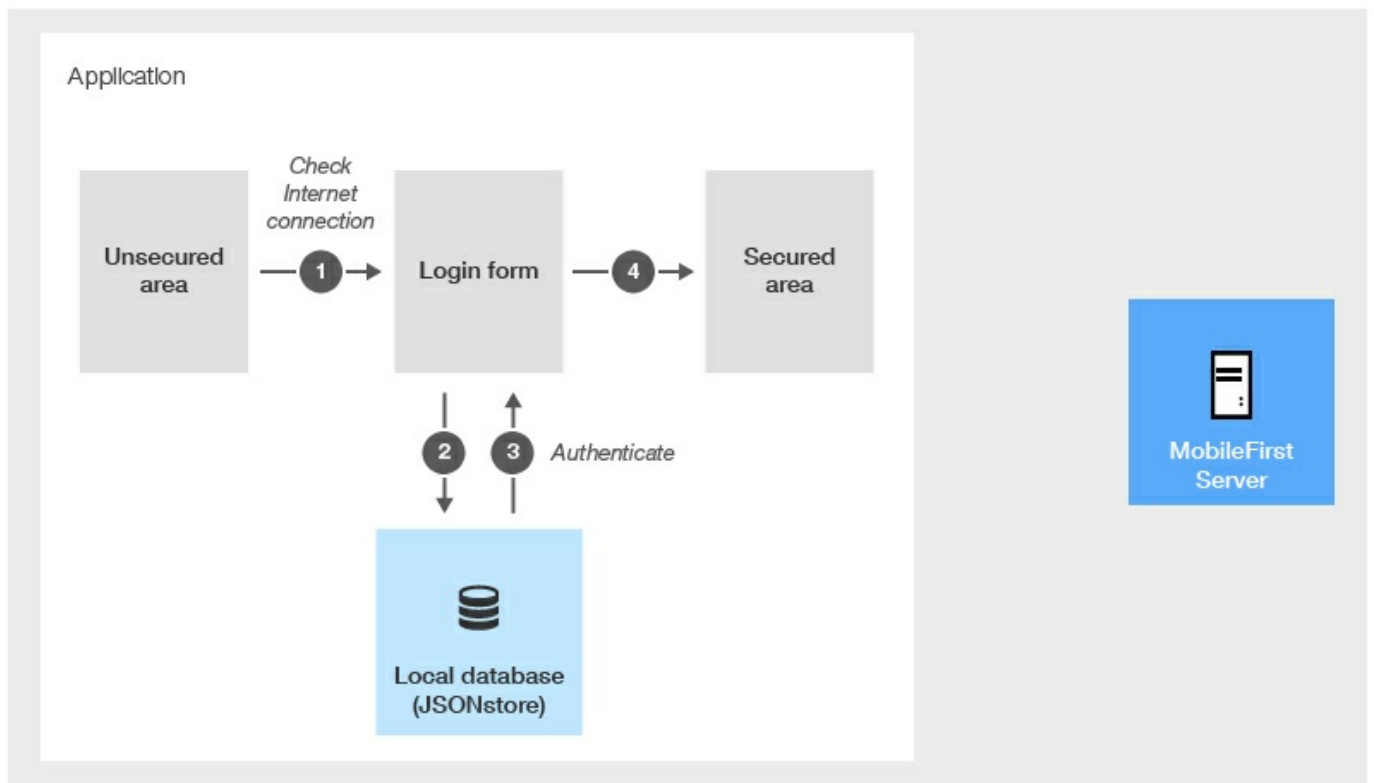 Application
Check
Internet
connection
Unsecured
area
1
Login form
4
Secured
area
2
3
Authenticate
MobileFirst
Server
Local database
(JSONstore)